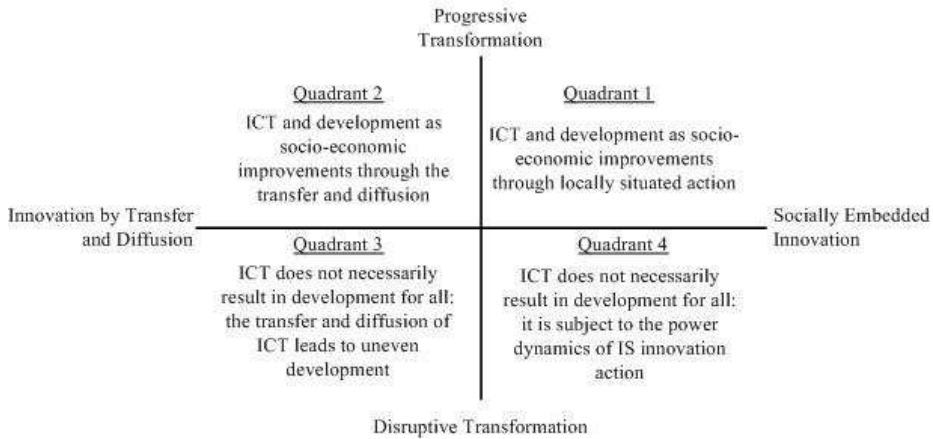 Progressive
Transformation
Quadrant 2
ICT and development as
socio-economic
improvements through the
transfer and diffusion
Quadrant 1
ICT and development as socio-
economic improvements
through locally situated action
Innovation by Transfer
and Diffusion
Socially Embedded
Innovation
Quadrant 3
ICT does not necessarily
result in development for all:
the transfer and diffusion of
ICT leads to uneven
development
Quadrant 4
ICT does not necessarily
result in development for all:
it is subject to the power
dynamics of IS innovation
action
Disruptive Transformation